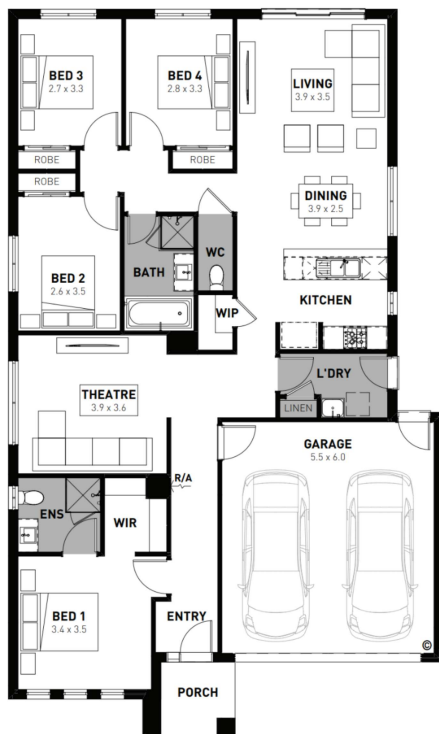 BED 3
2.7 x 3.3
BED 4
2.8 x 3.3
LIVING
3.9 x 3.5
ROBE
ROBE
ROBE
DINING
3.9 x 2.5
BED 2
2.6 x 3.5
BATH
WC
KITCHEN
WIP
L'DRY
LINEN
THEATRE
3.9 x 3.6
GARAGE
5.5 x 6.0
R/A
ENS
WIR
BED 1
3.4 x 3.5
ENTRY
©
PORCH